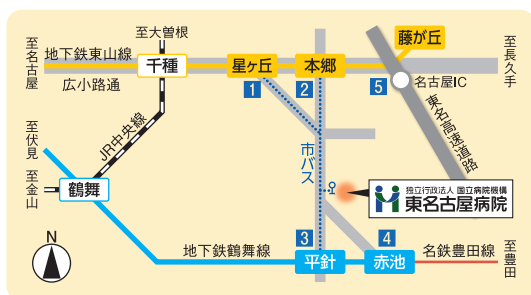 至大曽根
至名古屋
地下鉄東山線
千種
星ヶ丘
本郷
藤が丘
至長久手
広小路通
1
2
5
名古屋IC
至伏見
JR中央線
市バス
東名高速道路
至金山
鶴舞
独立行政法人 国立病院機構
東名古屋病院
N
地下鉄鶴舞線
3
平針
4
赤池
名鉄豊田線
至豊田